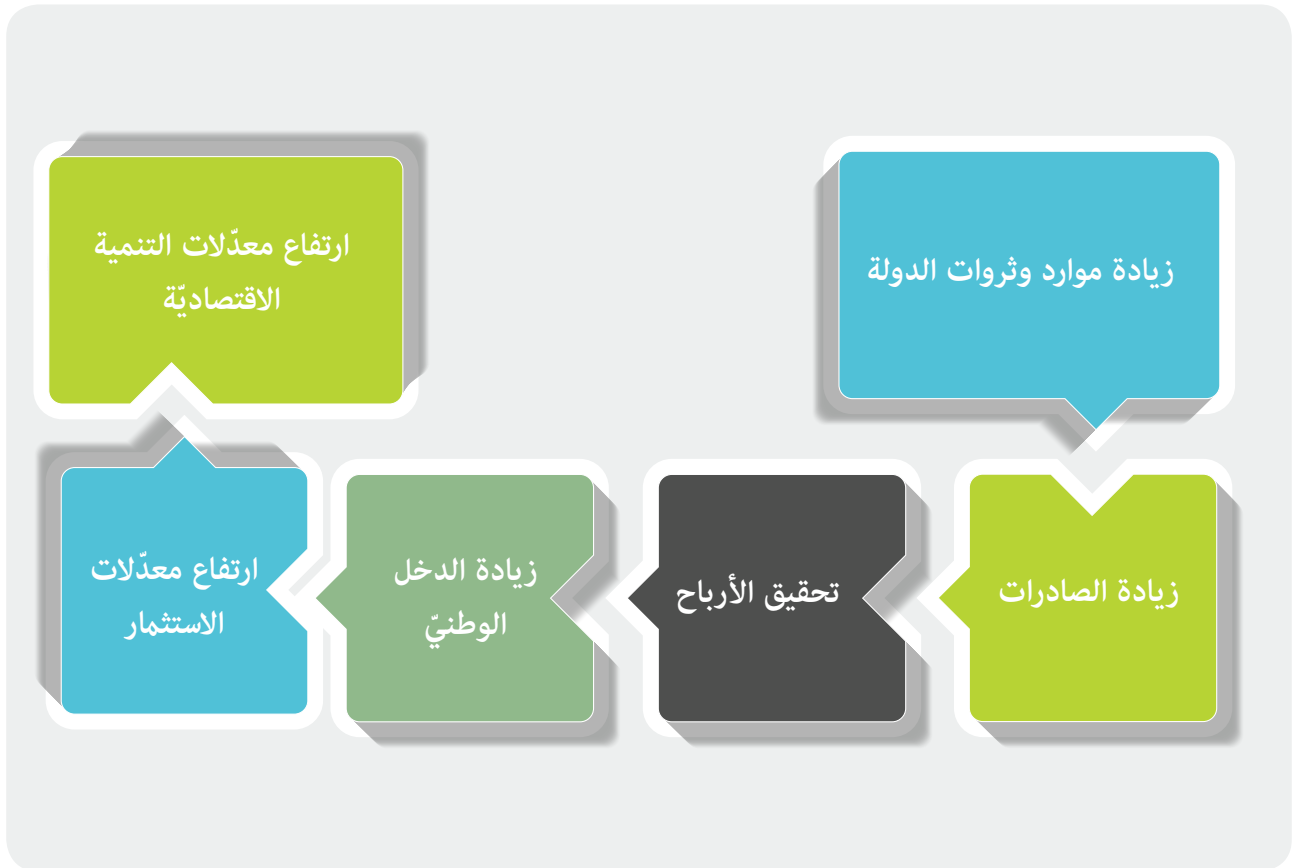 زيادة موارد وثروات الدولة
زيادة الصادرات
تحقيق الأرباح
زيادة الدخل
الوطنيّ
ارتفاع معدّلات
الاستثمار
ارتفاع معدّلات التنمية
الاقتصاديّة